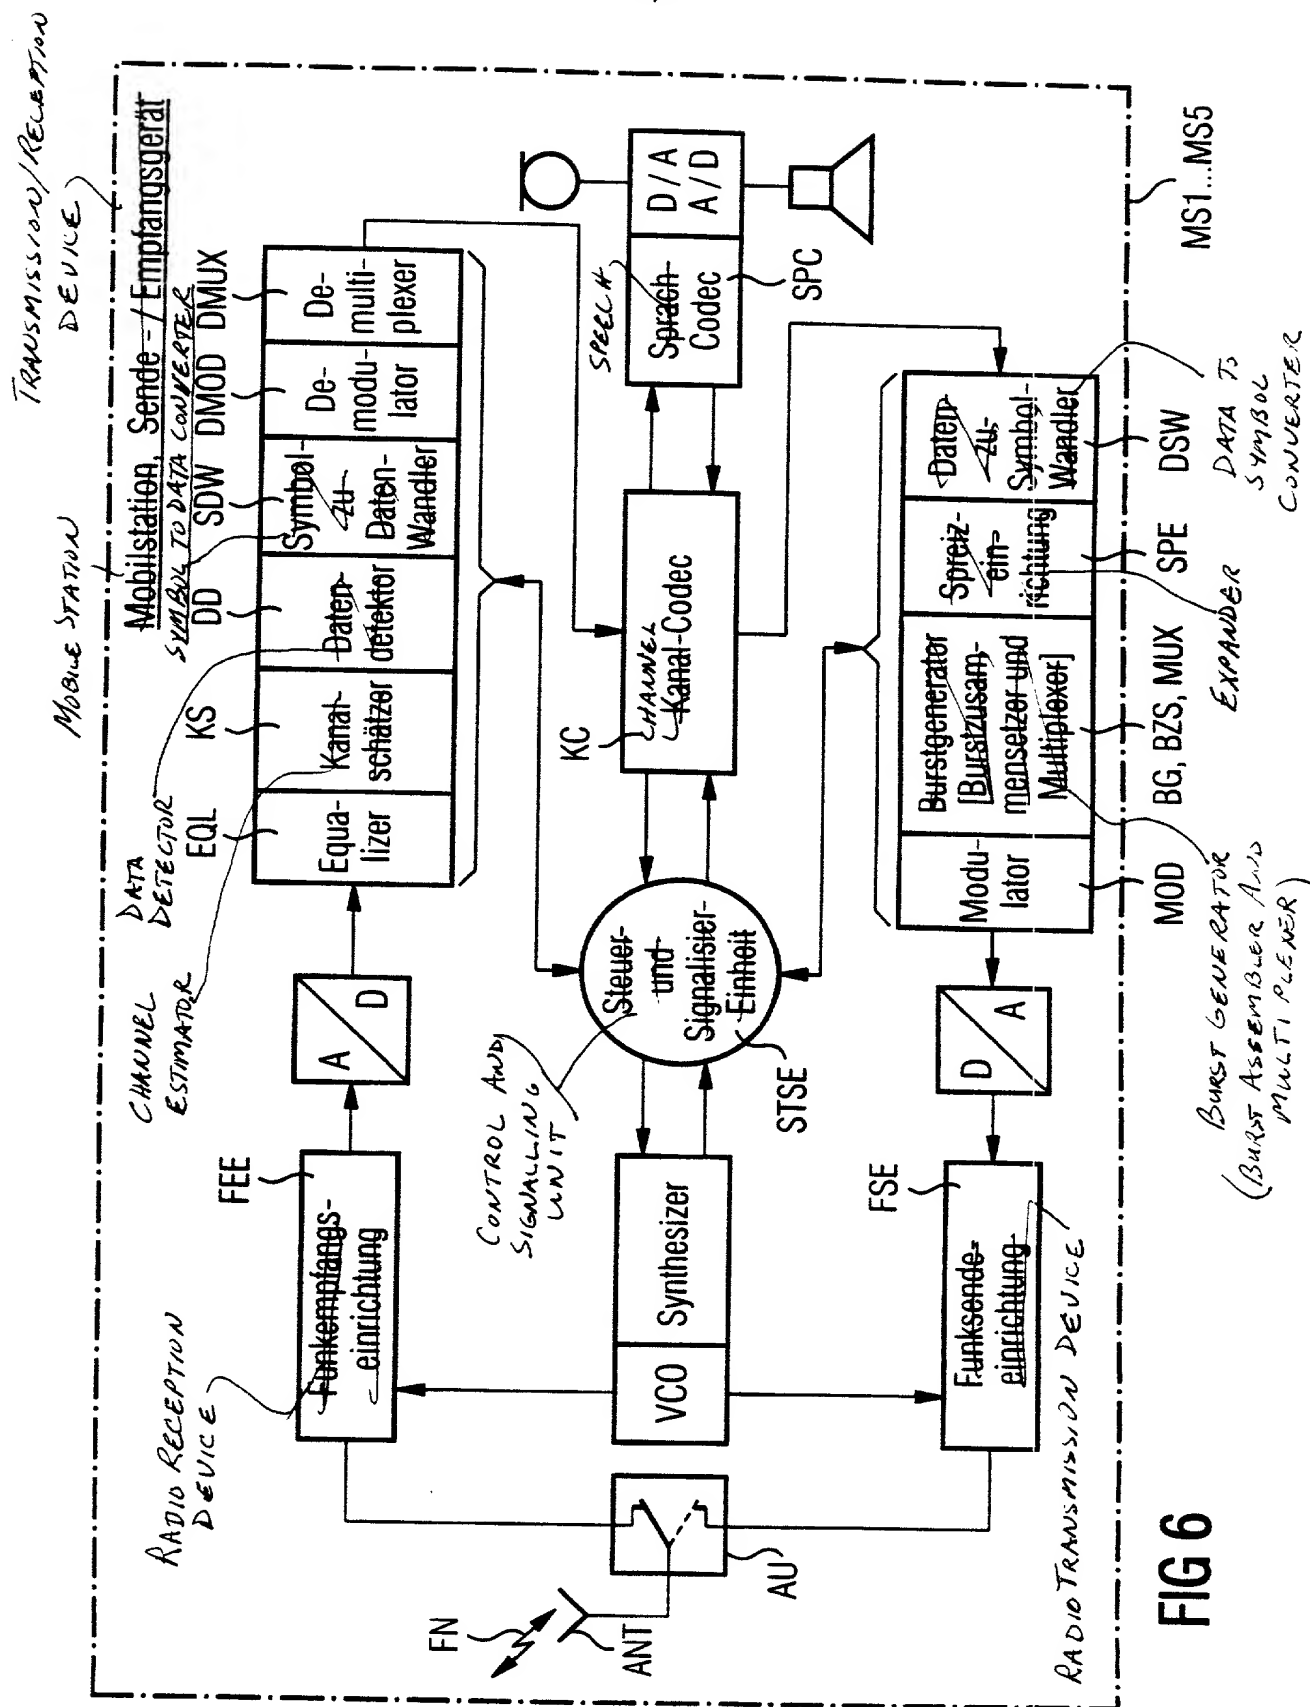 TRANSMISSION/RECEPTION
DEVICE
MOBILE STATION
Mobilstation, Sende-/Empfangsgerät
SYMBOL TO DATA CONVERTER
EQL
KS
DD
SDW
DMOD
DMUX
Equa-
lizer
Kanal-
schätzer
Daten-
detektor
Symbol-
zu
Daten-
Wandler
De-
modu-
lator
De-
multi-
plexer
DATA
DETECTOR
CHANNEL
ESTIMATOR
A
D
FEE
Funkempfangs-
einrichtung
RADIO RECEPTION
DEVICE
FN
ANT
AU
VCO
Synthesizer
CONTROL AND
SIGNALLING
UNIT
Steuer-
und
Signalisier-
Einheit
STSE
KC
CHANNEL
Kanal-Codec
SPEECH
Sprach-
Codec
D/A
A/D
SPC
FSE
Funksende-
einrichtung
RADIO TRANSMISSION DEVICE
D
A
Modu-
lator
Burstgenerater
[Burstzusam-
mensetzer und
Multiplexer]
Spreiz-
ein-
richtung
Daten-
zu-
Symbol-
Wandler
MOD
BG, BZS, MUX
SPE
DSW
BURST GENERATOR
(BURST ASSEMBLER AND
MULTIPLEXER)
EXPANDER
DATA TO
SYMBOL
CONVERTER
MS1...MS5
FIG 6